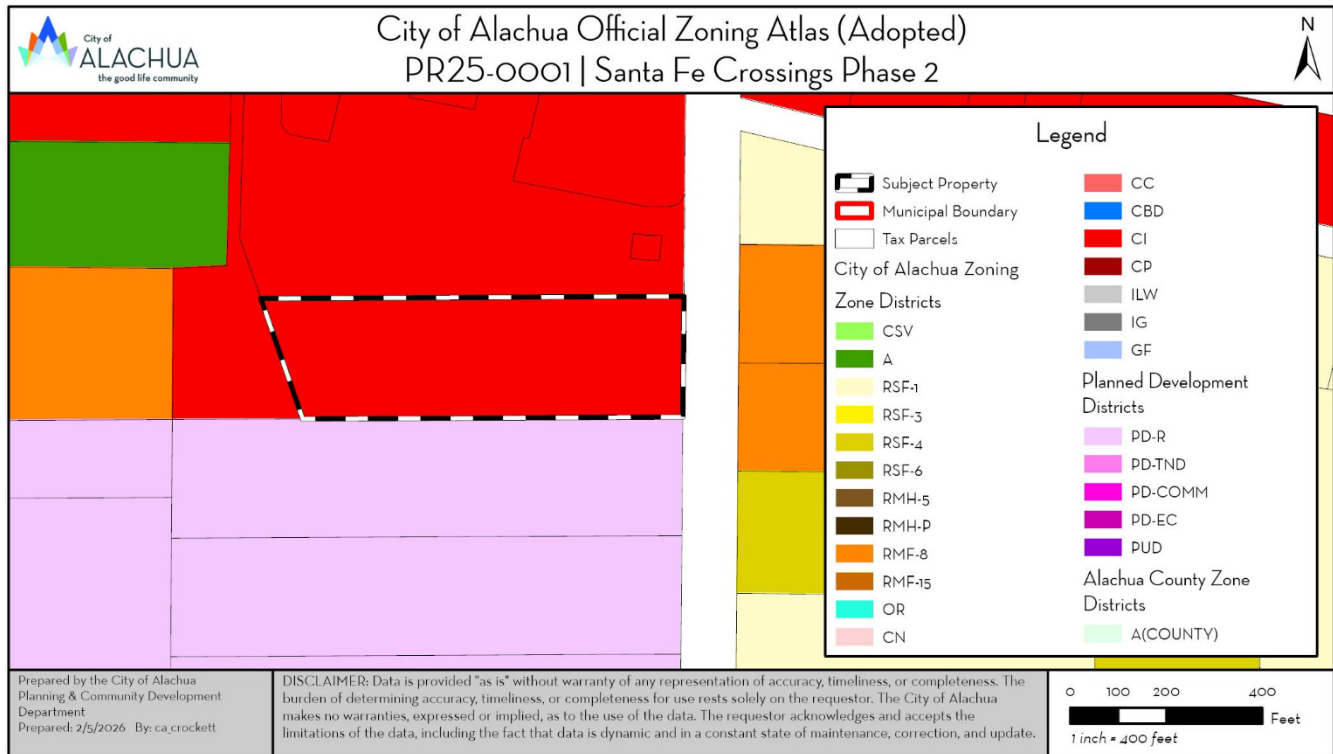 City of
ALACHUA
the good life community
City of Alachua Official Zoning Atlas (Adopted)
PR25-0001 | Santa Fe Crossings Phase 2
N
Legend
Subject Property
Municipal Boundary
Tax Parcels
City of Alachua Zoning
Zone Districts
CSV
A
RSF-1
RSF-3
RSF-4
RSF-6
RMH-5
RMH-P
RMF-8
RMF-15
OR
CN
CC
CBD
CI
CP
ILW
IG
GF
Planned Development
Districts
PD-R
PD-TND
PD-COMM
PD-EC
PUD
Alachua County Zone
Districts
A(COUNTY)
Prepared by the City of Alachua
Planning & Community Development
Department
Prepared: 2/5/2026 By: ca_crockett
DISCLAIMER: Data is provided "as is" without warranty of any representation of accuracy, timeliness, or completeness. The
burden of determining accuracy, timeliness, or completeness for use rests solely on the requestor. The City of Alachua
makes no warranties, expressed or implied, as to the use of the data. The requestor acknowledges and accepts the
limitations of the data, including the fact that data is dynamic and in a constant state of maintenance, correction, and update.
0 100 200 400
Feet
1 inch = 400 feet